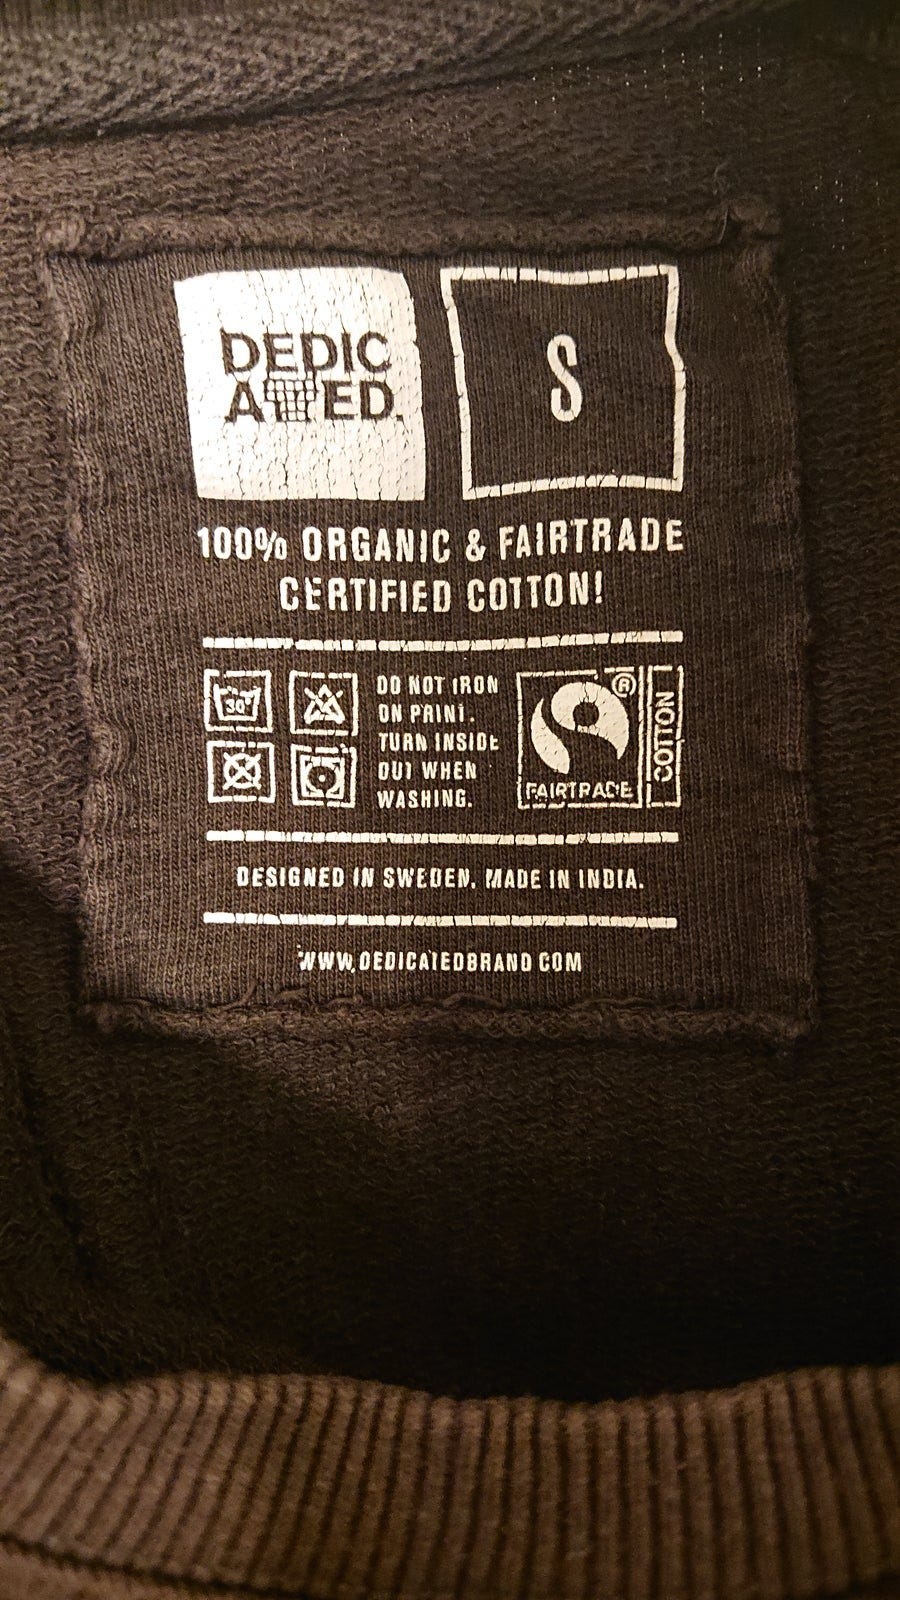 DEDIC
ATED.
S
100% ORGANIC & FAIRTRADE
CERTIFIED COTTON!
30°
DO NOT IRON
ON PRINT.
TURN INSIDE
OUT WHEN
WASHING.
®
FAIRTRADE
COTTON
DESIGNED IN SWEDEN. MADE IN INDIA.
WWW.DEDICATEDBRAND.COM